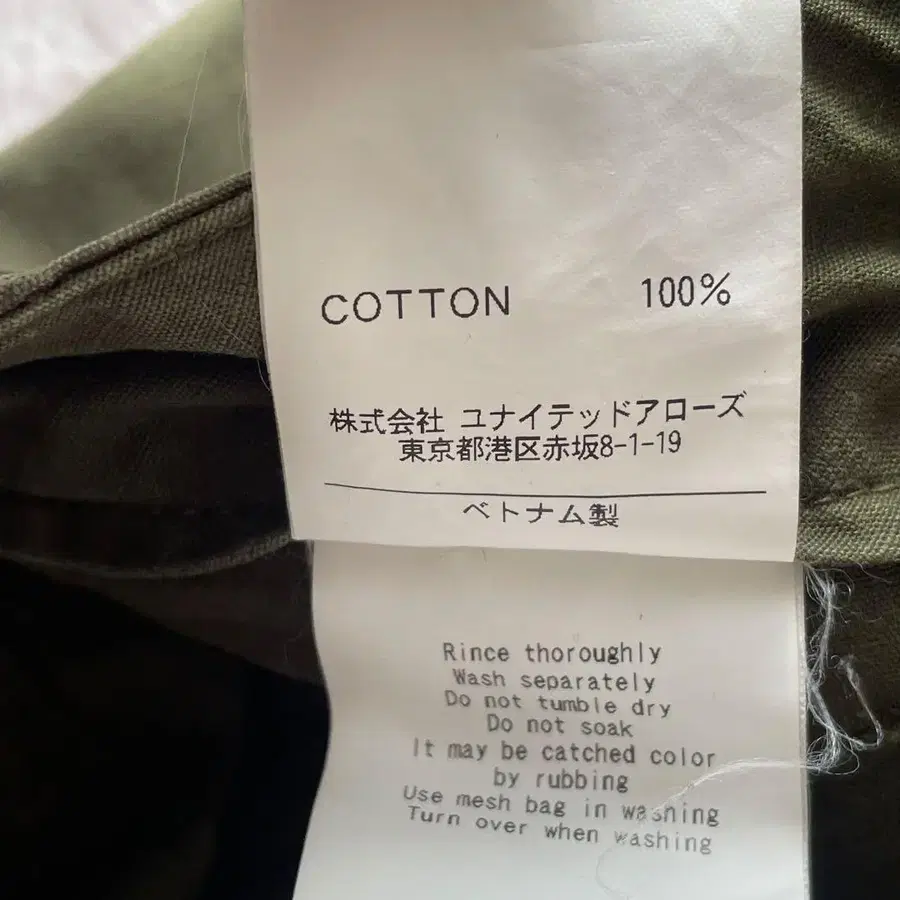 COTTON 100%
株式会社 ユナイテッドアローズ
東京都港区赤坂8-1-19
ベトナム製
Rince thoroughly
Wash separately
Do not tumble dry
Do not soak
It may be catched color
by rubbing
Use mesh bag in washing
Turn over when washing